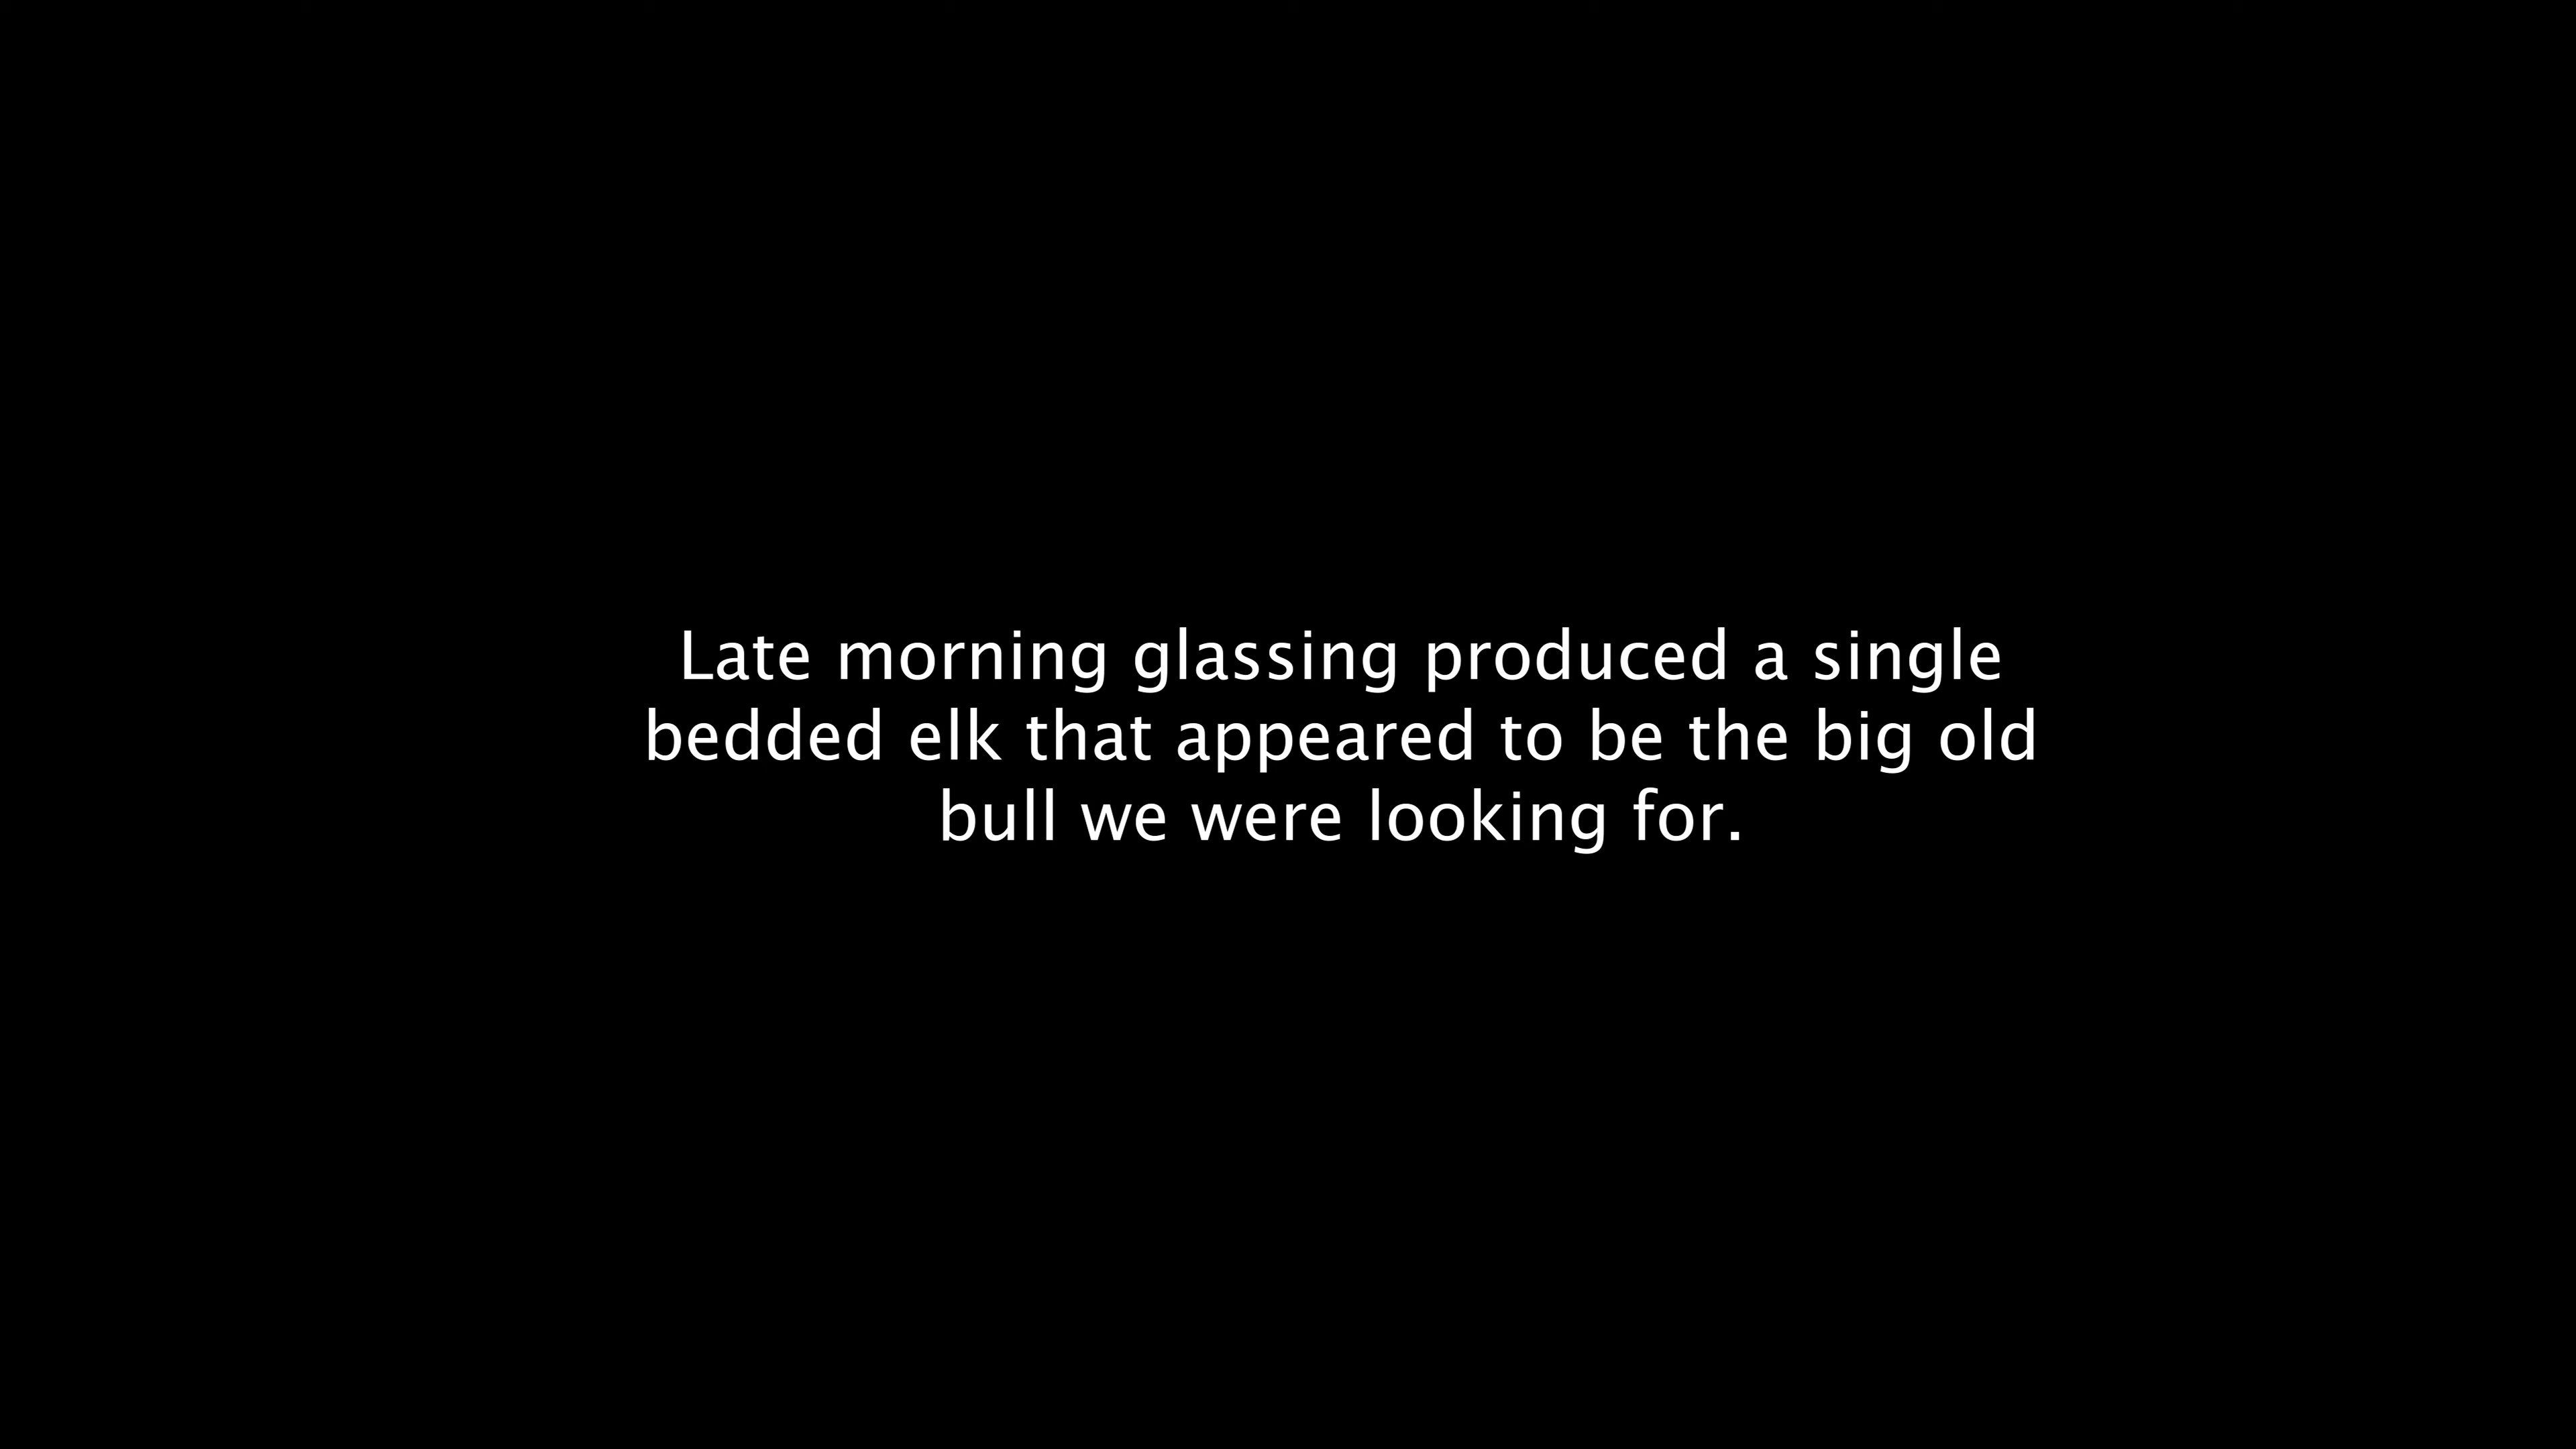 Late morning glassing produced a single
bedded elk that appeared to be the big old
bull we were looking for.